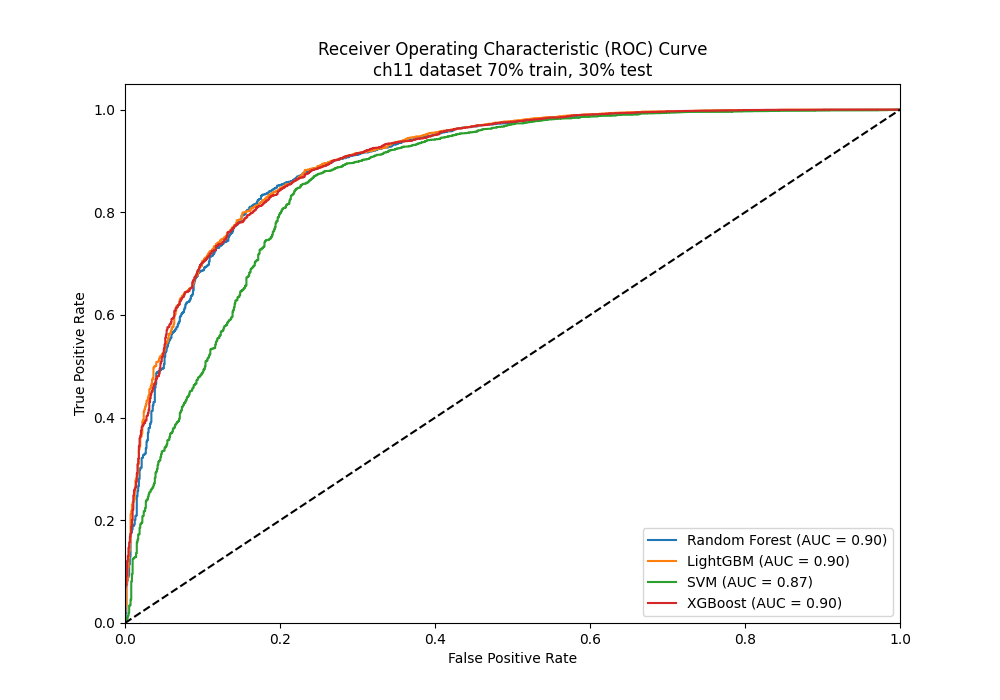 Receiver Operating Characteristic (ROC) Curve
ch11 dataset 70% train, 30% test
True Positive Rate
1.0
0.8
0.6
0.4
0.2
0.0
0.0 0.2 0.4 0.6 0.8 1.0
False Positive Rate
Random Forest (AUC = 0.90)
LightGBM (AUC = 0.90)
SVM (AUC = 0.87)
XGBoost (AUC = 0.90)